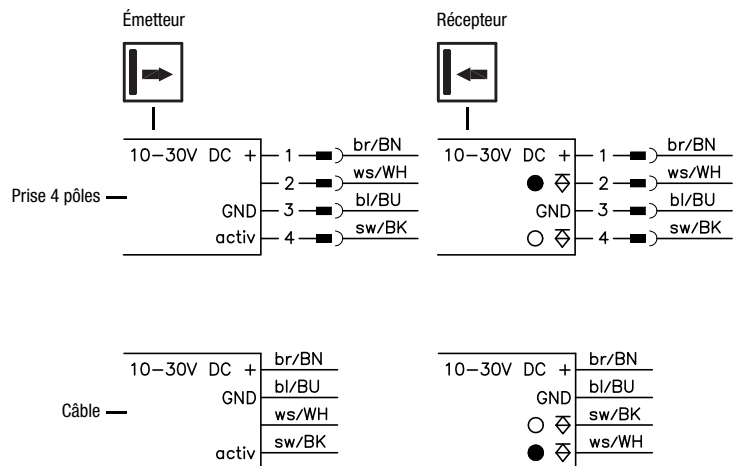 Émetteur
Récepteur
Prise 4 pôles
10–30V DC + 1 br/BN
2 ws/WH
GND 3 bl/BU
activ 4 sw/BK
10–30V DC + 1 br/BN
2 ws/WH
GND 3 bl/BU
4 sw/BK
Câble
10–30V DC + br/BN
GND bl/BU
ws/WH
activ sw/BK
10–30V DC + br/BN
GND bl/BU
sw/BK
ws/WH